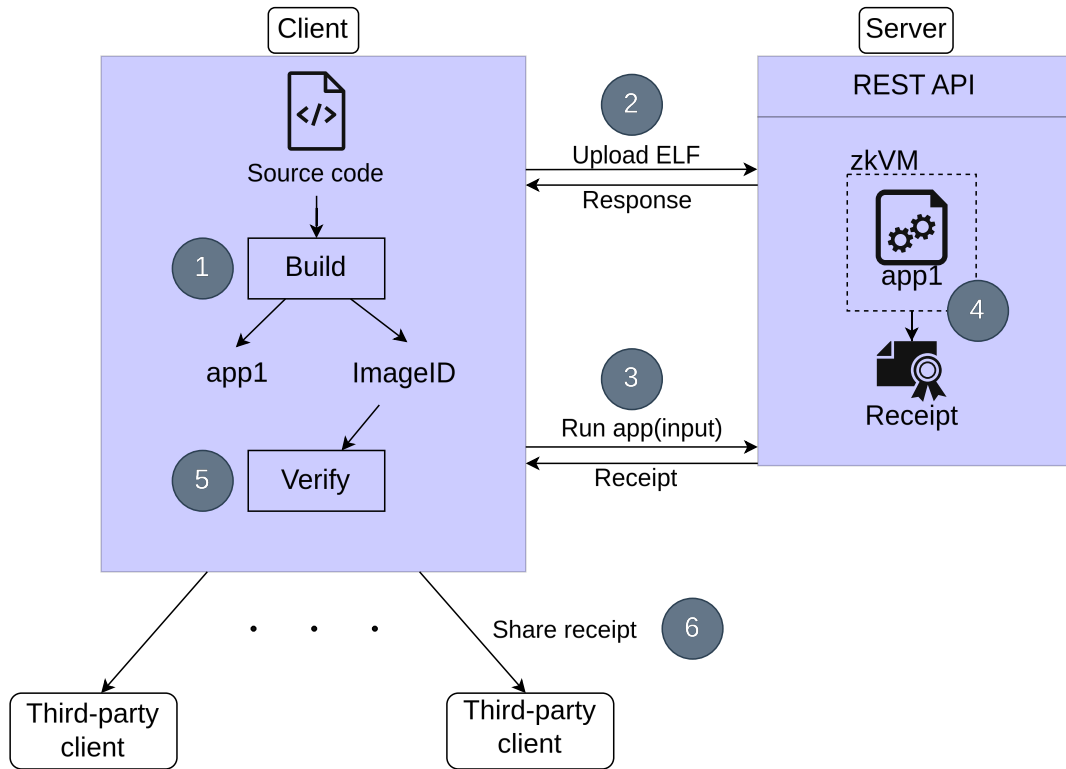 Client
Server
REST API
</>
Source code
2
Upload ELF
Response
zkVM
app1
1
Build
4
app1
ImageID
3
Run app(input)
Receipt
Receipt
5
Verify
Share receipt
6
Third-party
client
Third-party
client